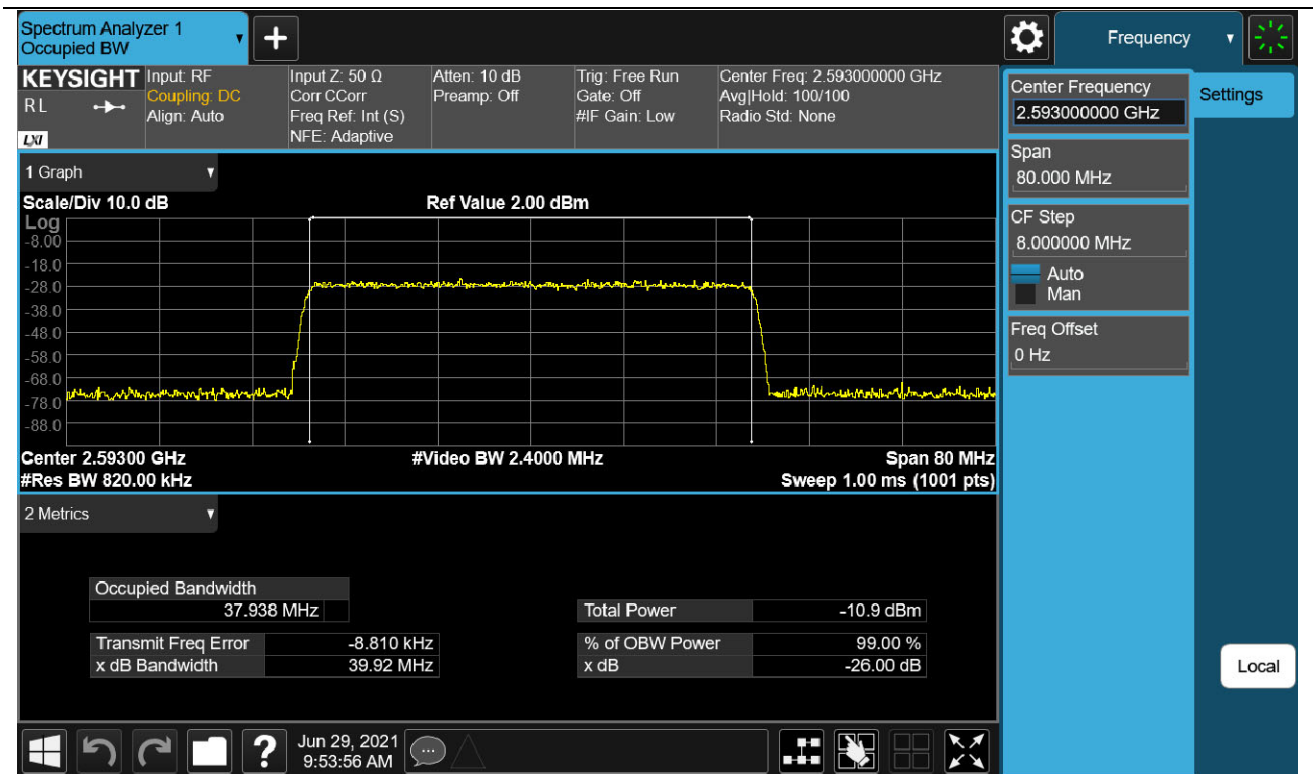 Spectrum Analyzer 1
Occupied BW
+
Frequency
KEYSIGHT
RL
LXI
Input: RF
Coupling: DC
Align: Auto
Input Z: 50 Ω
Corr CCorr
Freq Ref: Int (S)
NFE: Adaptive
Atten: 10 dB
Preamp: Off
Trig: Free Run
Gate: Off
#IF Gain: Low
Center Freq: 2.593000000 GHz
Avg|Hold: 100/100
Radio Std: None
Center Frequency
2.593000000 GHz
Settings
Span
80.000 MHz
CF Step
8.000000 MHz
Auto
Man
Freq Offset
0 Hz
Local
1 Graph
Scale/Div 10.0 dB
Ref Value 2.00 dBm
Log
-8.00
-18.0
-28.0
-38.0
-48.0
-58.0
-68.0
-78.0
-88.0
Center 2.59300 GHz
#Video BW 2.4000 MHz
Span 80 MHz
#Res BW 820.00 kHz
Sweep 1.00 ms (1001 pts)
2 Metrics
Occupied Bandwidth
37.938 MHz
Total Power -10.9 dBm
Transmit Freq Error -8.810 kHz
% of OBW Power 99.00 %
x dB Bandwidth 39.92 MHz
x dB -26.00 dB
?
Jun 29, 2021
9:53:56 AM